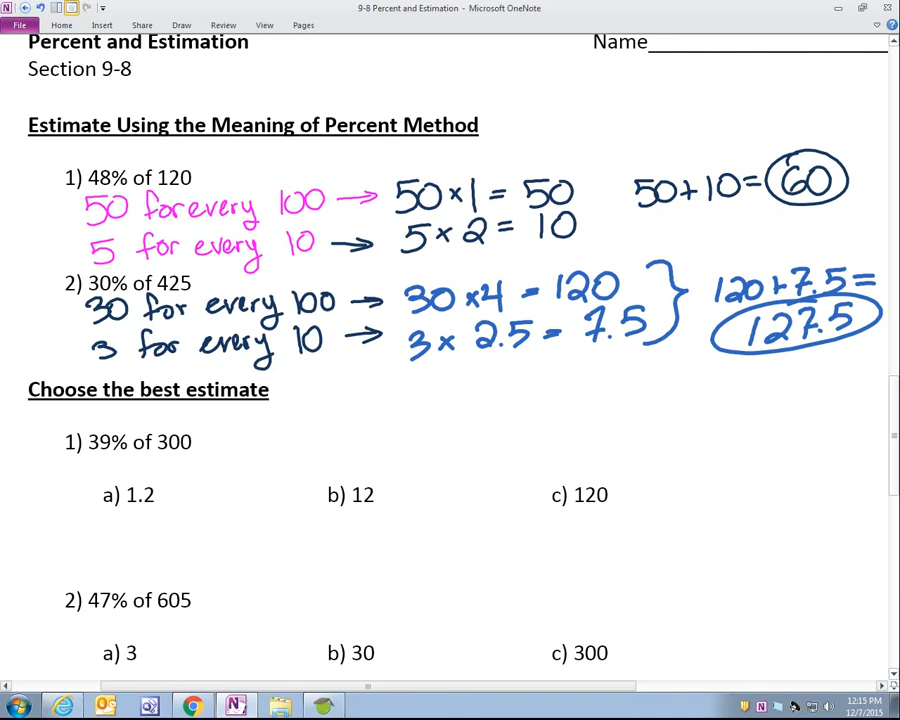 9-8 Percent and Estimation - Microsoft OneNote
File Home Insert Share Draw Review View Pages
Percent and Estimation Name
Section 9-8
Estimate Using the Meaning of Percent Method
1) 48% of 120
50 for every 100 → 50 × 1 = 50 50 + 10 = 60
5 for every 10 → 5 × 2 = 10
2) 30% of 425
30 for every 100 → 30 × 4 = 120 120 + 7.5 =
3 for every 10 → 3 × 2.5 = 7.5 127.5
Choose the best estimate
1) 39% of 300
a) 1.2 b) 12 c) 120
2) 47% of 605
a) 3 b) 30 c) 300
12:15 PM
12/7/2015